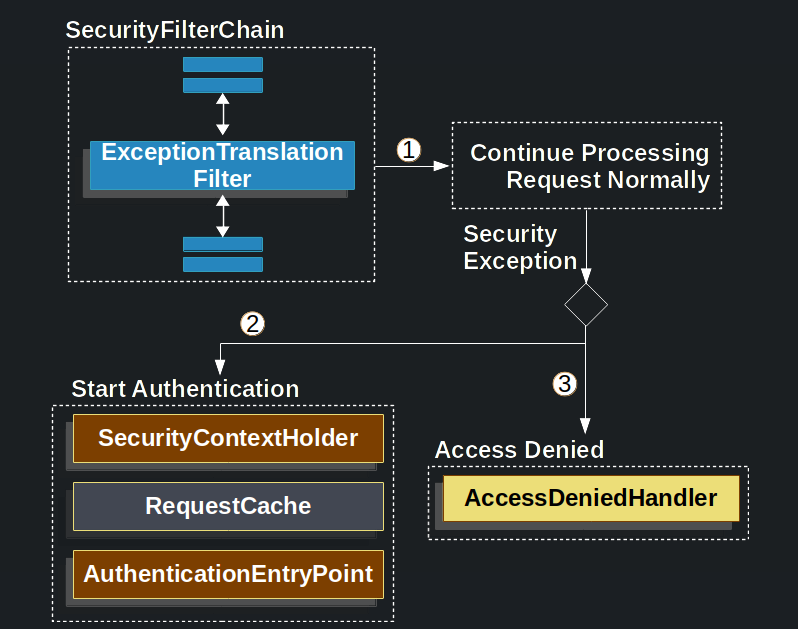 SecurityFilterChain
ExceptionTranslation
Filter
1
Continue Processing
Request Normally
Security
Exception
2
3
Start Authentication
SecurityContextHolder
RequestCache
AuthenticationEntryPoint
Access Denied
AccessDeniedHandler